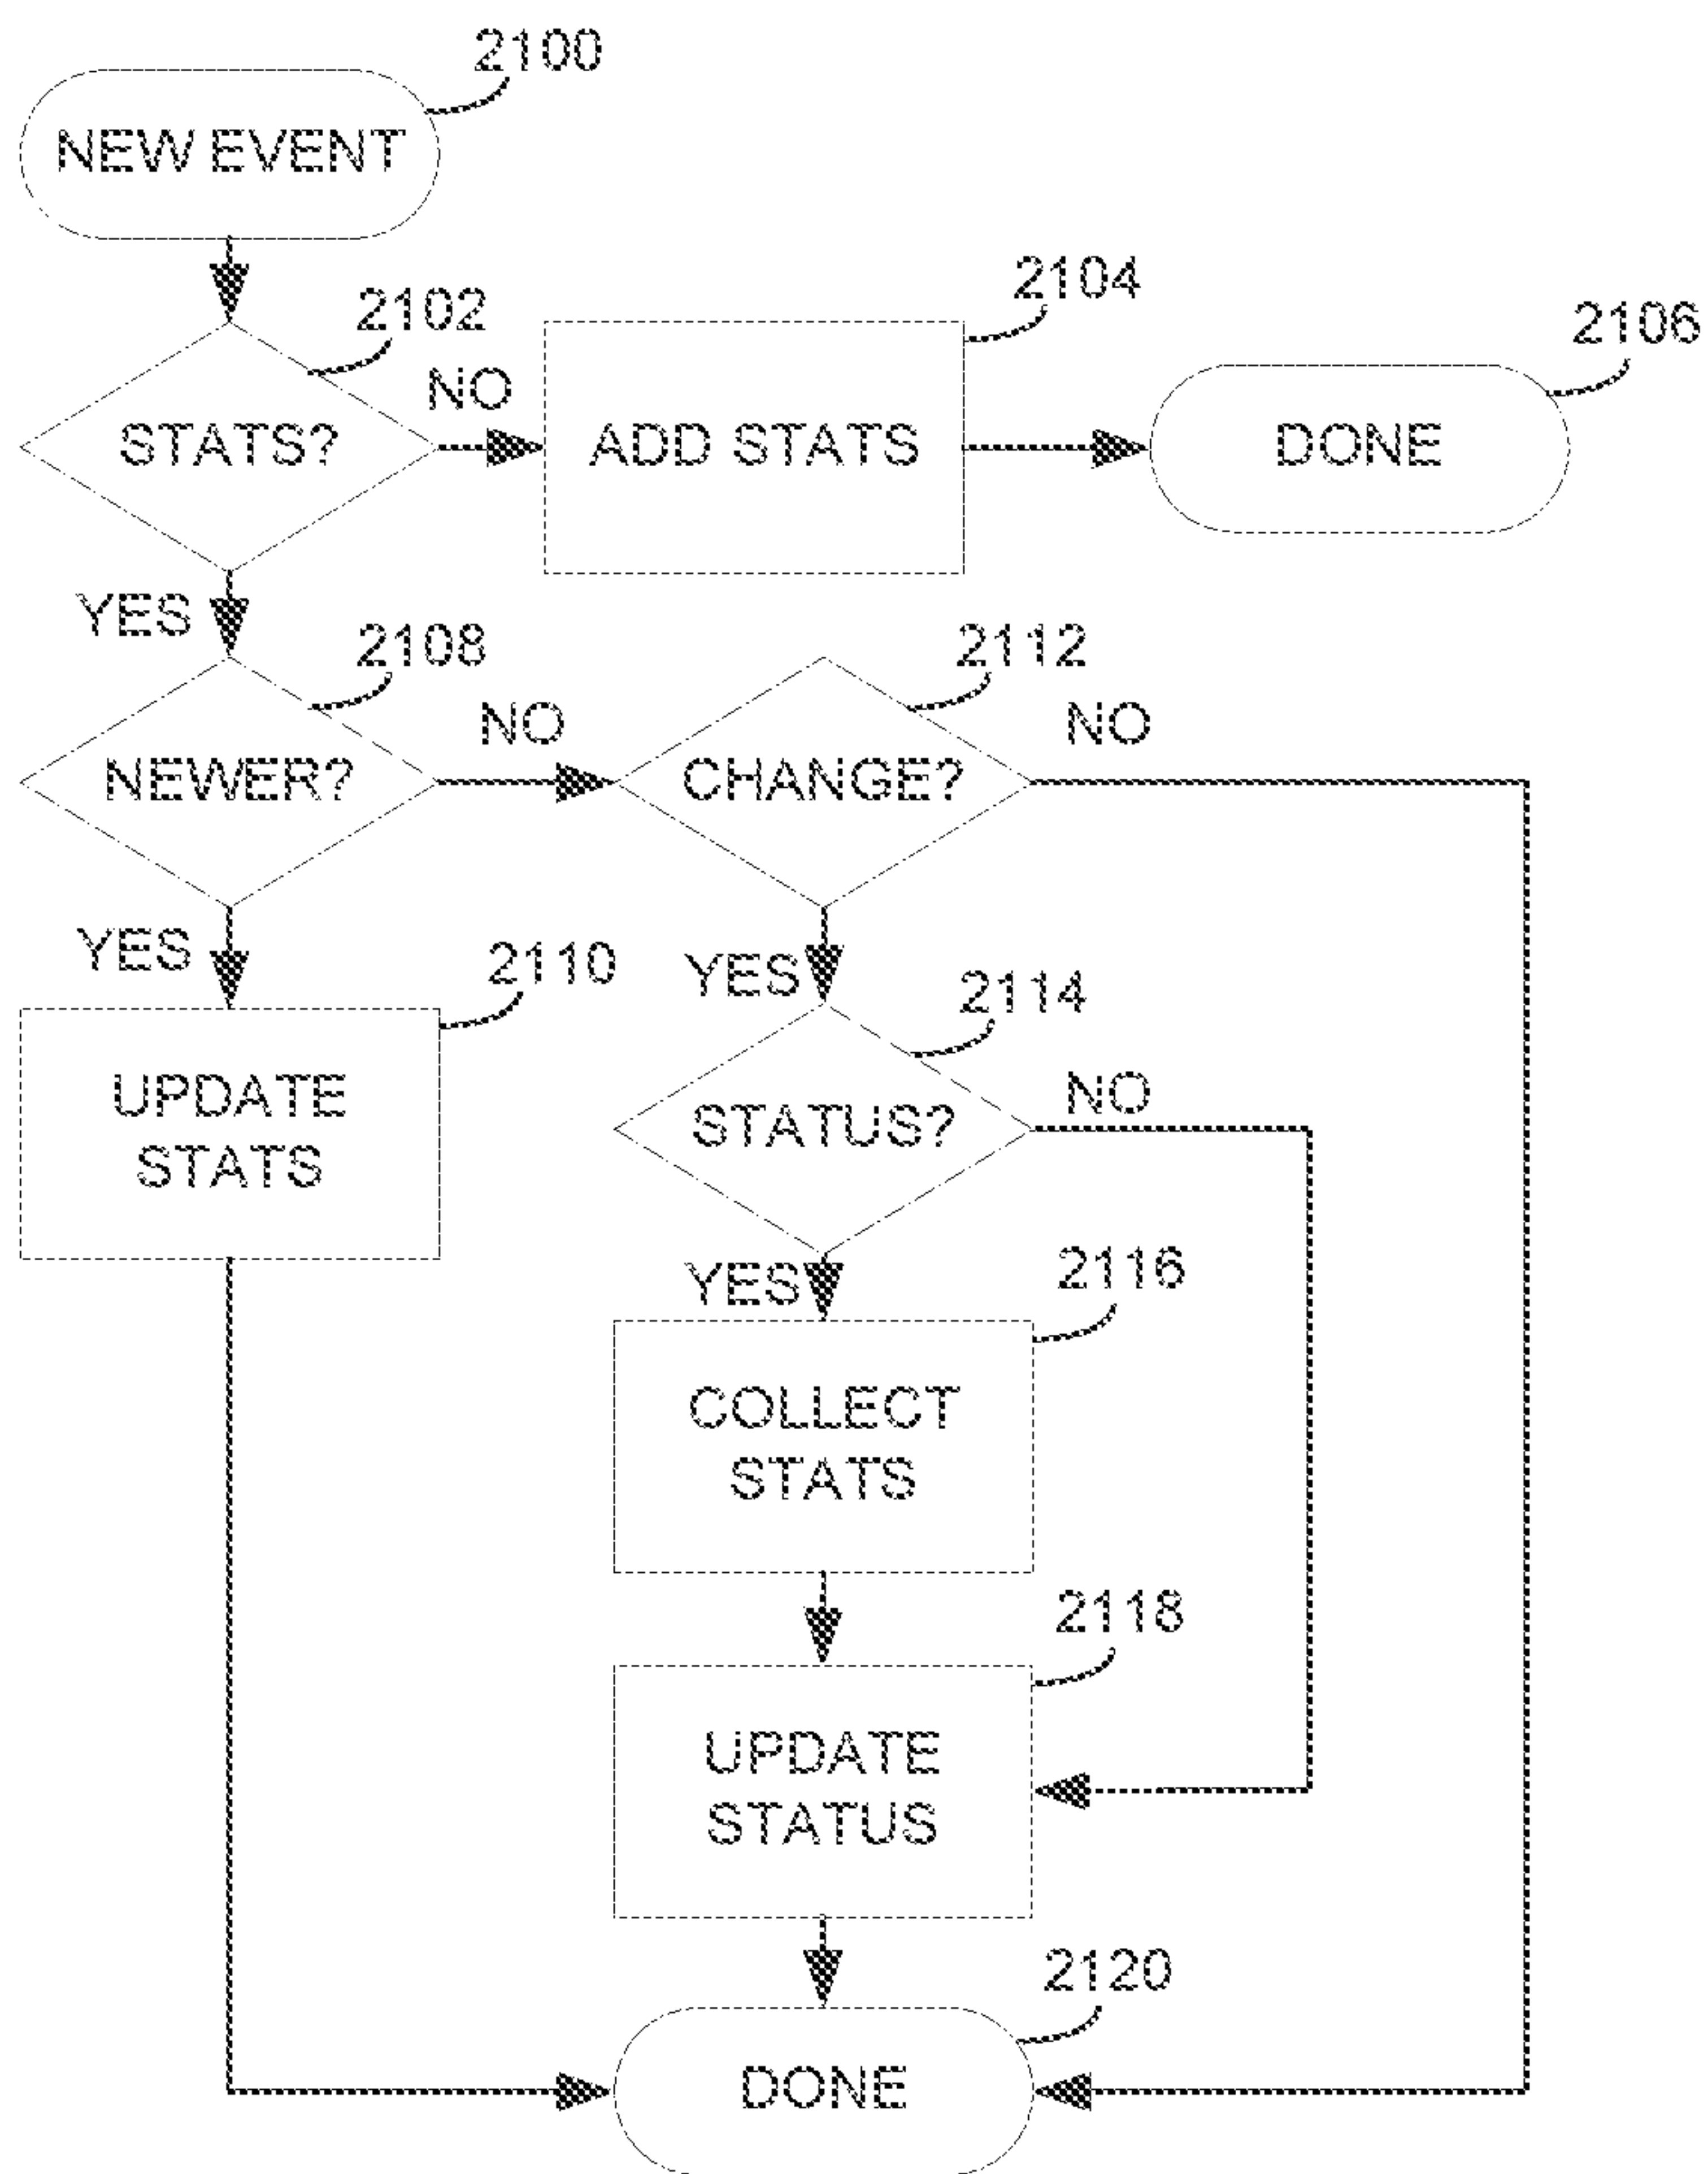 2100
NEW EVENT
2102
2104
2106
NO
STATS?
ADD STATS
DONE
YES
2108
2112
NO
NO
NEWER?
CHANGE?
YES
2110
YES
2114
UPDATE
STATS
NO
STATUS?
YES
2116
COLLECT
STATS
2118
UPDATE
STATUS
2120
DONE